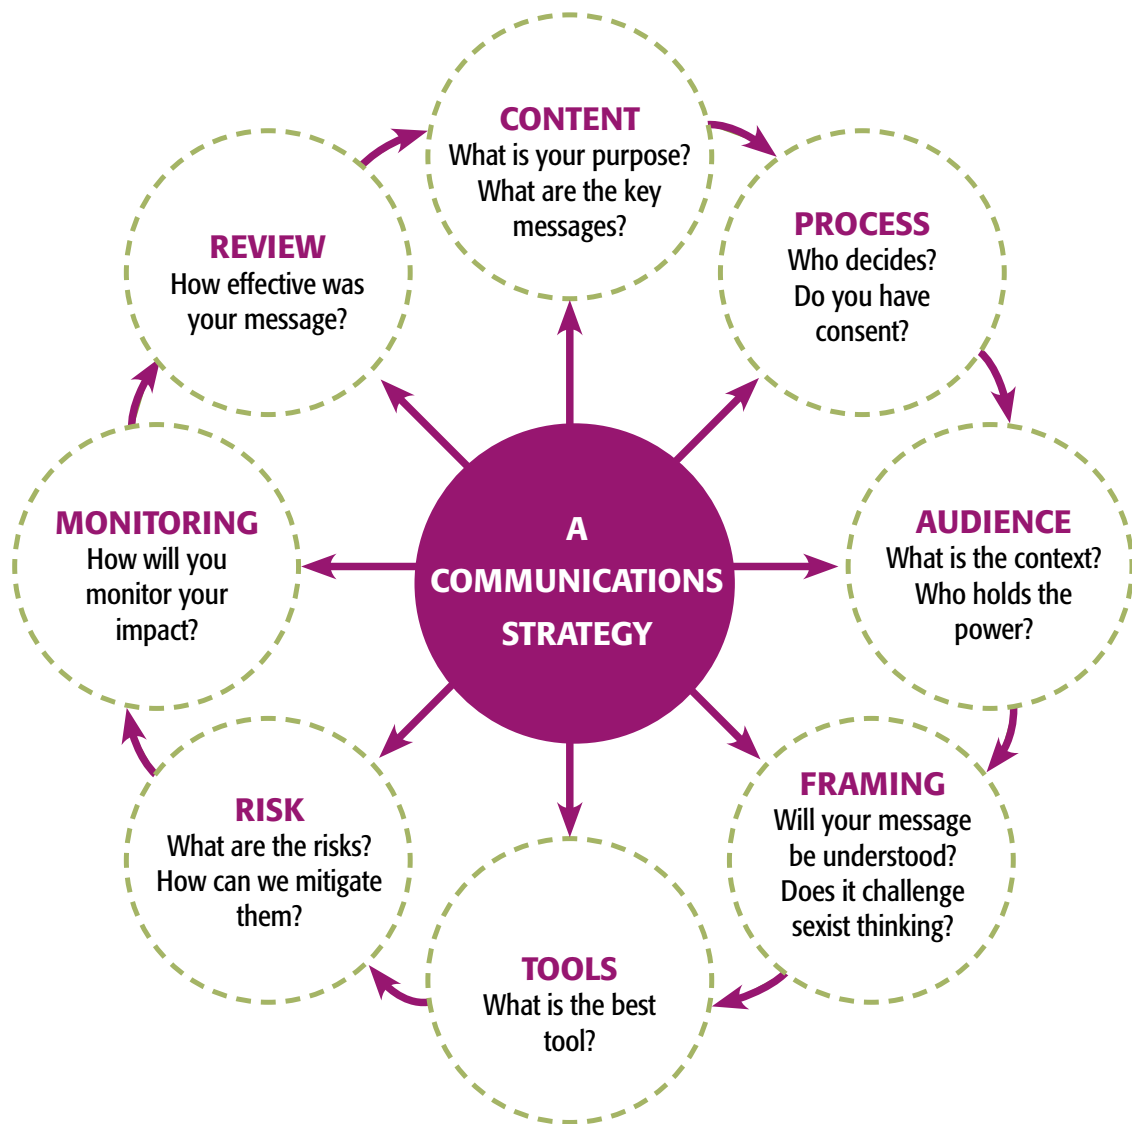 CONTENT
What is your purpose?
What are the key
messages?
PROCESS
Who decides?
Do you have
consent?
AUDIENCE
What is the context?
Who holds the
power?
FRAMING
Will your message
be understood?
Does it challenge
sexist thinking?
TOOLS
What is the best
tool?
RISK
What are the risks?
How can we mitigate
them?
MONITORING
How will you
monitor your
impact?
REVIEW
How effective was
your message?
A
COMMUNICATIONS
STRATEGY